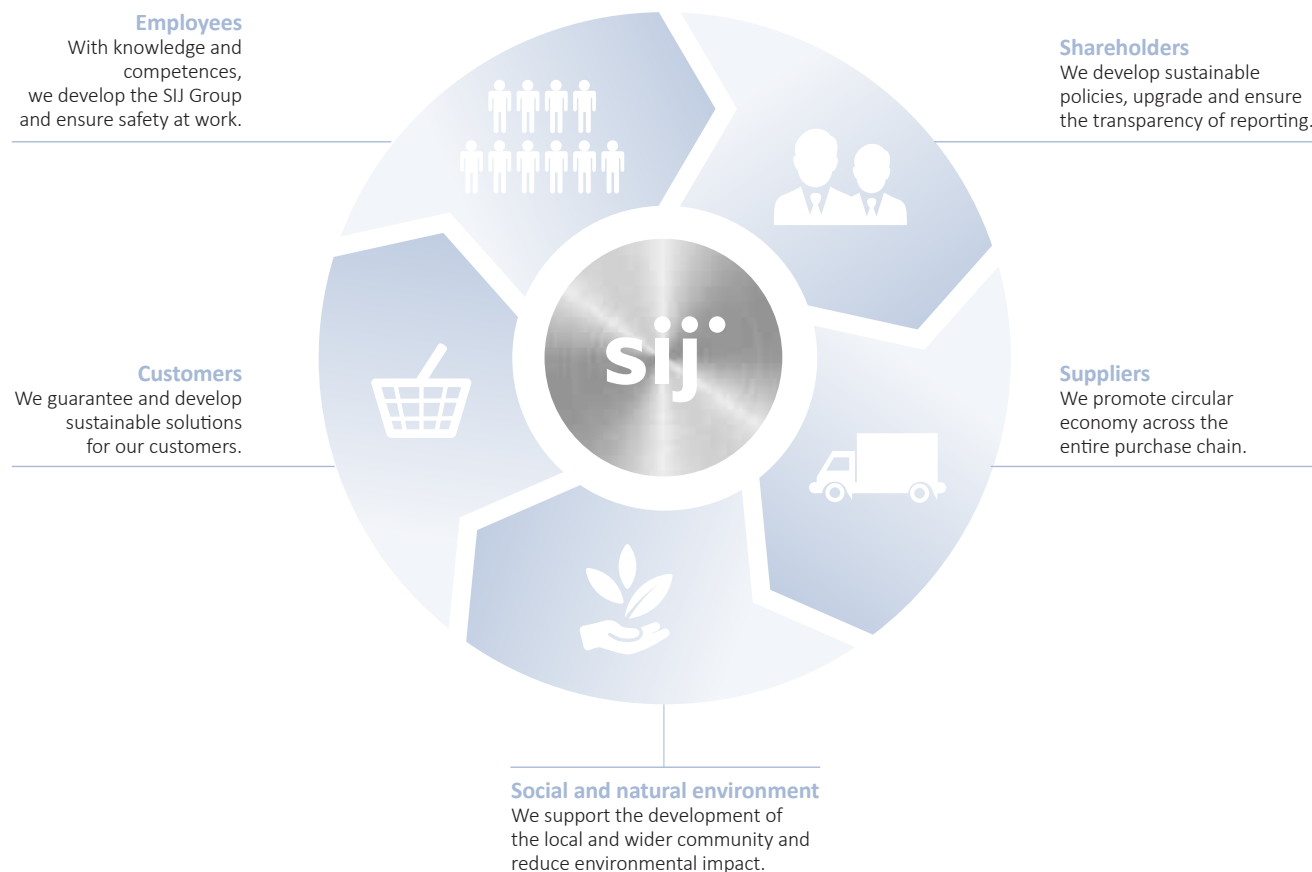 Employees
With knowledge and
competences,
we develop the SIJ Group
and ensure safety at work.
Shareholders
We develop sustainable
policies, upgrade and ensure
the transparency of reporting.
sij
Customers
We guarantee and develop
sustainable solutions
for our customers.
Suppliers
We promote circular
economy across the
entire purchase chain.
Social and natural environment
We support the development of
the local and wider community and
reduce environmental impact.